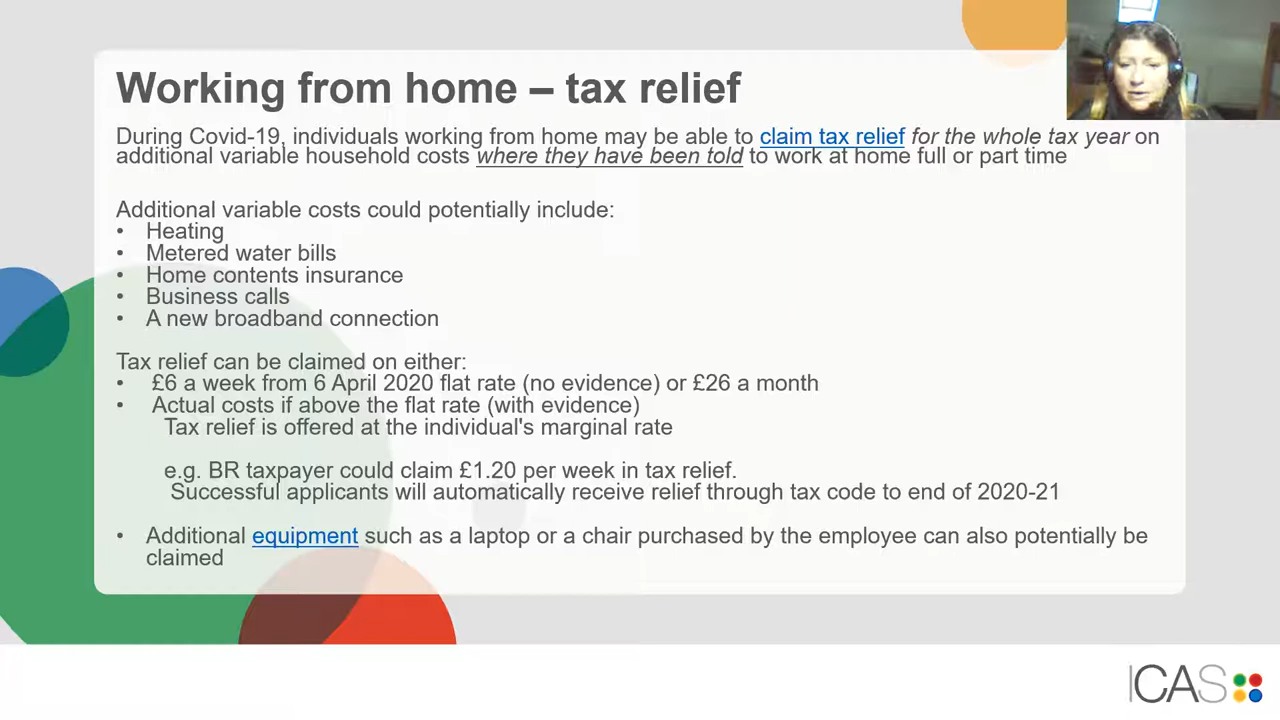 Working from home – tax relief
During Covid-19, individuals working from home may be able to claim tax relief for the whole tax year on
additional variable household costs where they have been told to work at home full or part time
Additional variable costs could potentially include:
• Heating
• Metered water bills
• Home contents insurance
• Business calls
• A new broadband connection
Tax relief can be claimed on either:
• £6 a week from 6 April 2020 flat rate (no evidence) or £26 a month
• Actual costs if above the flat rate (with evidence)
Tax relief is offered at the individual's marginal rate
e.g. BR taxpayer could claim £1.20 per week in tax relief.
Successful applicants will automatically receive relief through tax code to end of 2020-21
• Additional equipment such as a laptop or a chair purchased by the employee can also potentially be
claimed
ICAS